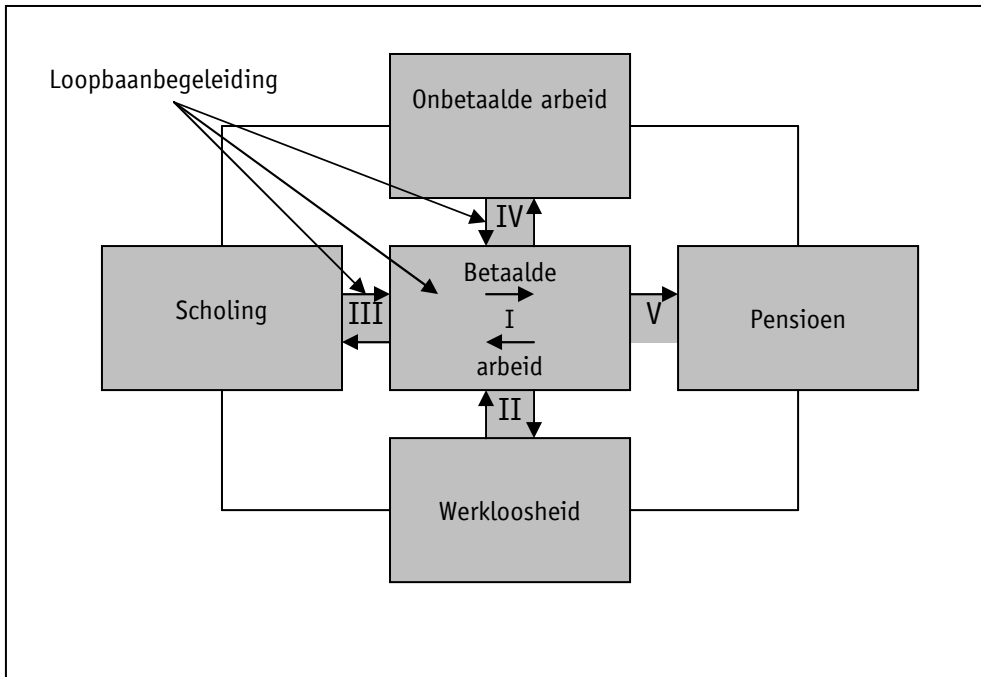 Loopbaanbegeleiding
Onbetaalde arbeid
IV
Scholing
III
Betaalde
I
arbeid
V
Pensioen
II
Werkloosheid